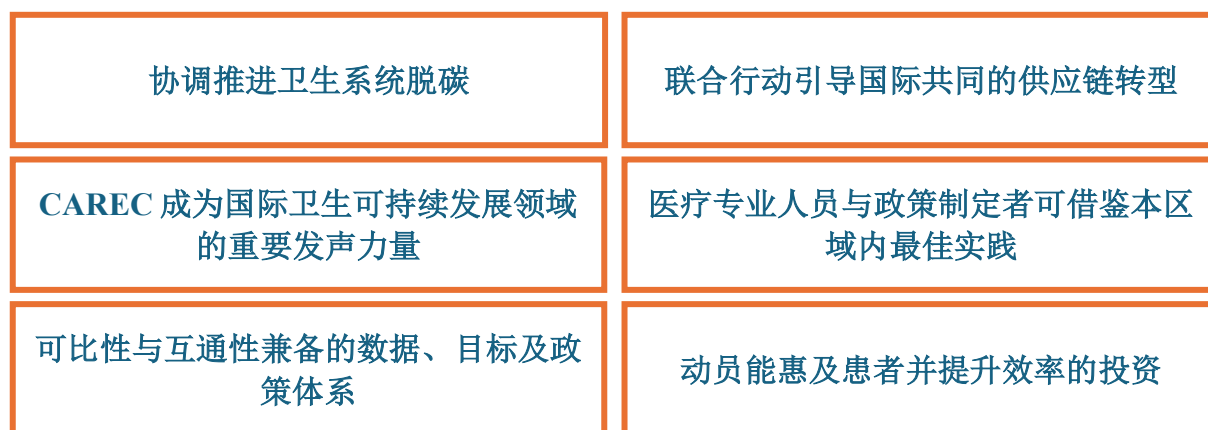 协调推进卫生系统脱碳
联合行动引导国际共同的供应链转型
CAREC 成为国际卫生可持续发展领域
的重要发声力量
医疗专业人员与政策制定者可借鉴本区
域内最佳实践
可比性与互通性兼备的数据、目标及政
策体系
动员能惠及患者并提升效率的投资